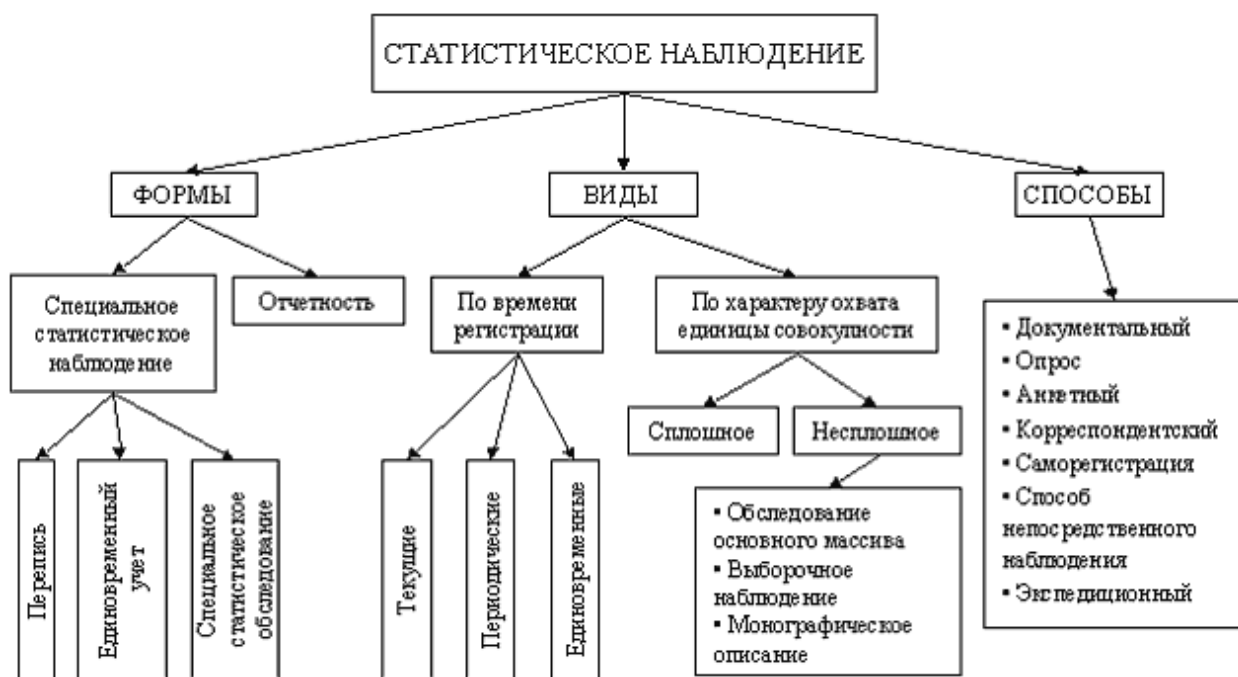 СТАТИСТИЧЕСКОЕ НАБЛЮДЕНИЕ
ФОРМЫ
ВИДЫ
СПОСОБЫ
Специальное
статистическое
наблюдение
Отчетность
По времени
регистрации
По характеру охвата
единицы совокупности
Сплошное
Несплошное
Перепись
Единовременный
учет
Специальное
статистическое
обследование
Текущие
Периодические
Единовременные
▪ Обследование
основного массива
▪ Выборочное
наблюдение
▪ Монографическое
описание
▪ Документальный
▪ Опрос
▪ Анкетный
▪ Корреспондентский
▪ Саморегистрация
▪ Способ
непосредственного
наблюдения
▪ Экспедиционный